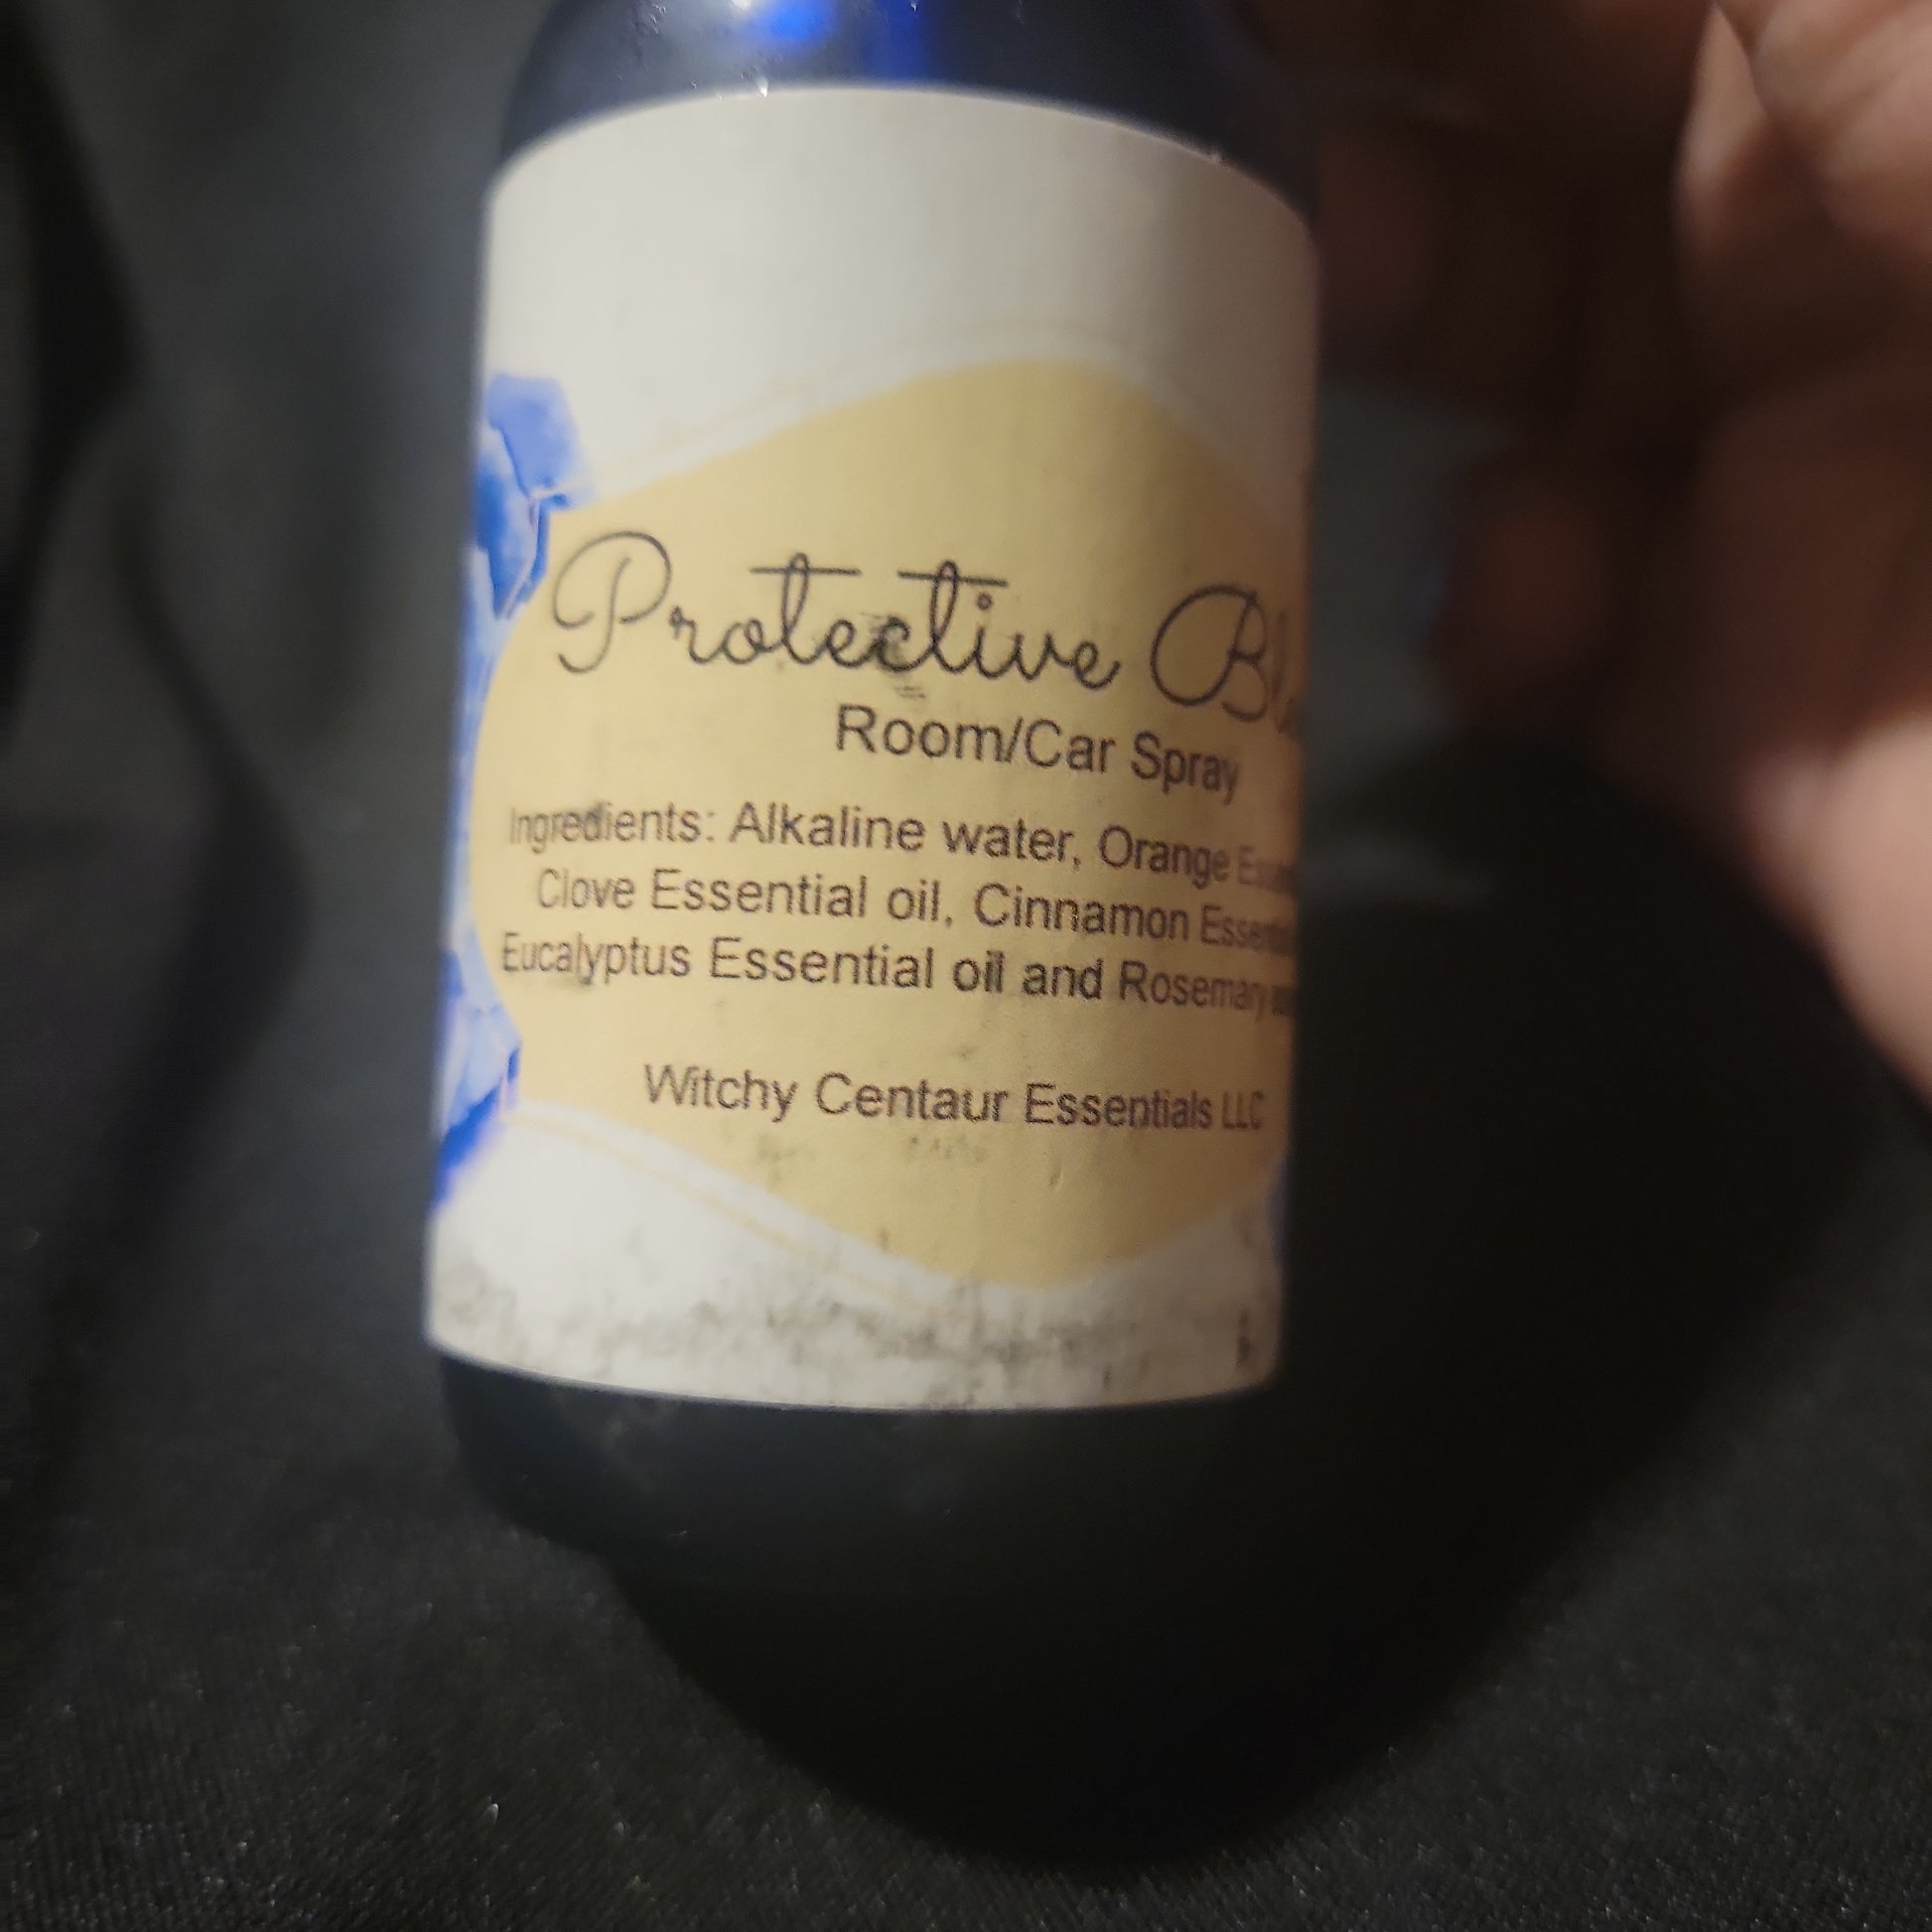 Protective
Room/Car Spray
Ingredients: Alkaline water, Orange
Clove Essential oil, Cinnamon
Eucalyptus Essential oil and Rosemary
Witchy Centaur Essentials LLC